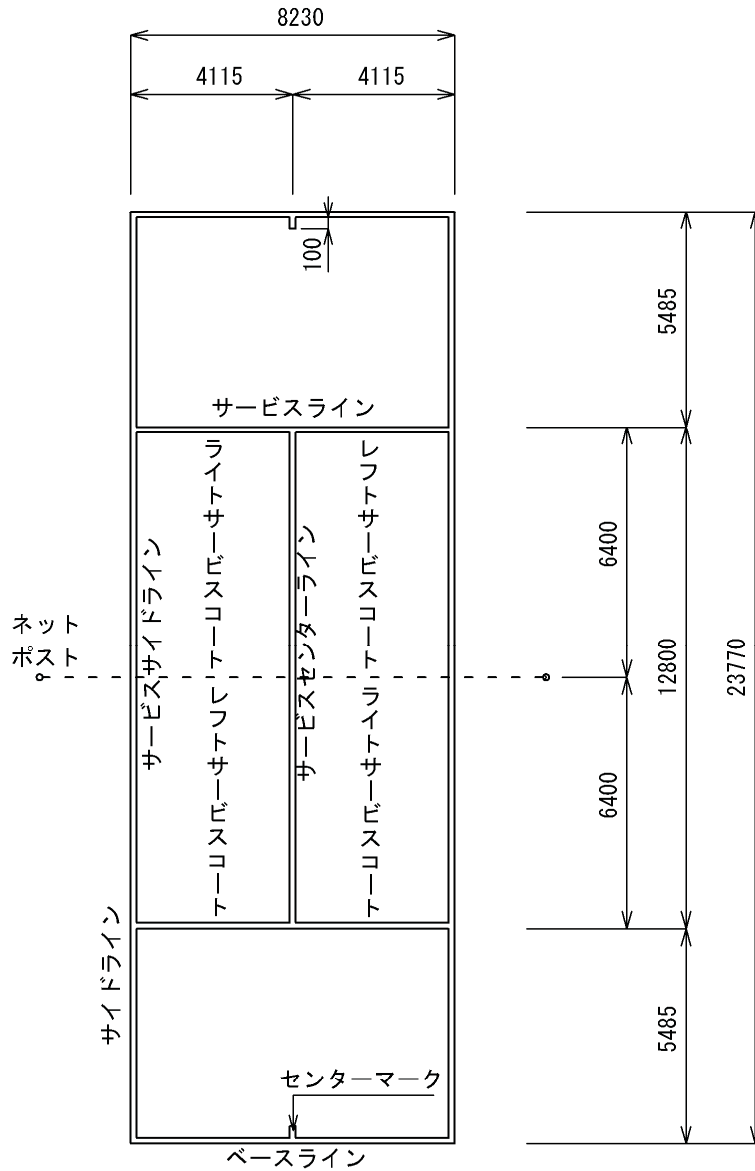 8230
4115
4115
100
5485
サービスライン
ライトサービスコート
レフトサービスコート
サービスサイドライン
サービスセンターライン
6400
ネット
ポスト
12800
23770
レフトサービスコート
ライトサービスコート
6400
サイドライン
5485
センターマーク
ベースライン